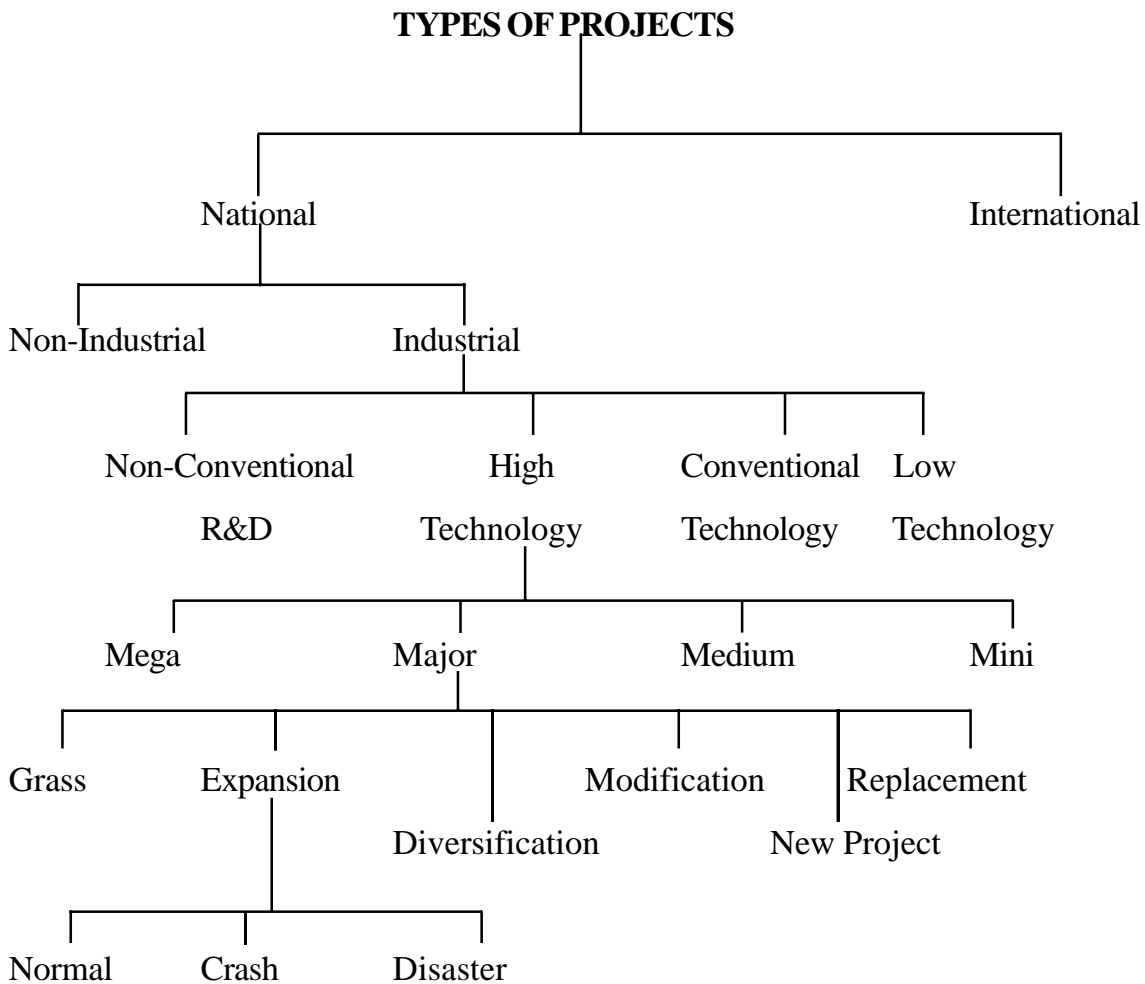 TYPES OF PROJECTS
National International
Non-Industrial Industrial
Non-Conventional High Conventional Low
R&D Technology Technology Technology
Mega Major Medium Mini
Grass Expansion Modification Replacement
Diversification New Project
Normal Crash Disaster